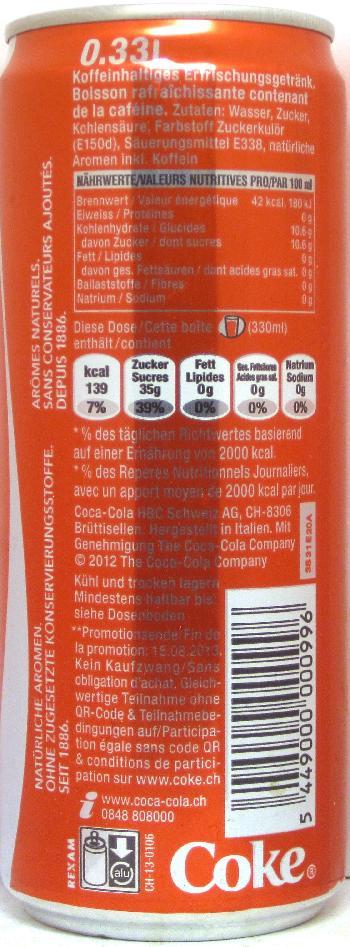 0.33L
Koffeinhaltiges Erfrischungsgetränk.
Boisson rafraîchissante contenant
de la caféine. Zutaten: Wasser, Zucker,
Kohlensäure, Farbstoff Zuckerkulör
(E150d), Säuerungsmittel E338, natürliche
Aromen inkl. Koffein
NÄHRWERTE/VALEURS NUTRITIVES PRO/PAR 100 ml
Brennwert / Valeur énergétique 42 kcal, 180 kJ
Eiweiss / Protéines 0 g
Kohlenhydrate / Glucides 10.6 g
davon Zucker / dont sucres 10.6 g
Fett / Lipides 0 g
davon ges. Fettsäuren / dont acides gras sat. 0 g
Ballaststoffe / Fibres 0 g
Natrium / Sodium 0 g
Diese Dose/Cette boîte (330ml)
enthält/contient
kcal 139 7%
Zucker Sucres 35g 39%
Fett Lipides 0g 0%
Ges. Fettsäuren Acides gras sat. 0g 0%
Natrium Sodium 0g 0%
*% des täglichen Richtwertes basierend
auf einer Ernährung von 2000 kcal.
*% des Repères Nutritionnels Journaliers,
avec un apport moyen de 2000 kcal par jour.
Coca-Cola HBC Schweiz AG, CH-8306
Brüttisellen. Hergestellt in Italien. Mit
Genehmigung The Coca-Cola Company
© 2012 The Coca-Cola Company
Kühl und trocken lagern
Mindestens haltbar bis:
siehe Dosenboden
**Promotionsende/Fin de
la promotion: 15.08.2013.
Kein Kaufzwang/Sans
obligation d'achat. Gleich-
wertige Teilnahme ohne
QR-Code & Teilnahmebe-
dingungen auf/Participa-
tion égale sans code QR
& conditions de partici-
pation sur www.coke.ch
i www.coca-cola.ch
0848 808000
ARÔMES NATURELS.
SANS CONSERVATEURS AJOUTÉS.
DEPUIS 1886.
NATÜRLICHE AROMEN.
OHNE ZUGESETZTE KONSERVIERUNGSSTOFFE.
SEIT 1886.
5 449000 000996
REXAM
alu
CH-13-0106
Coke®